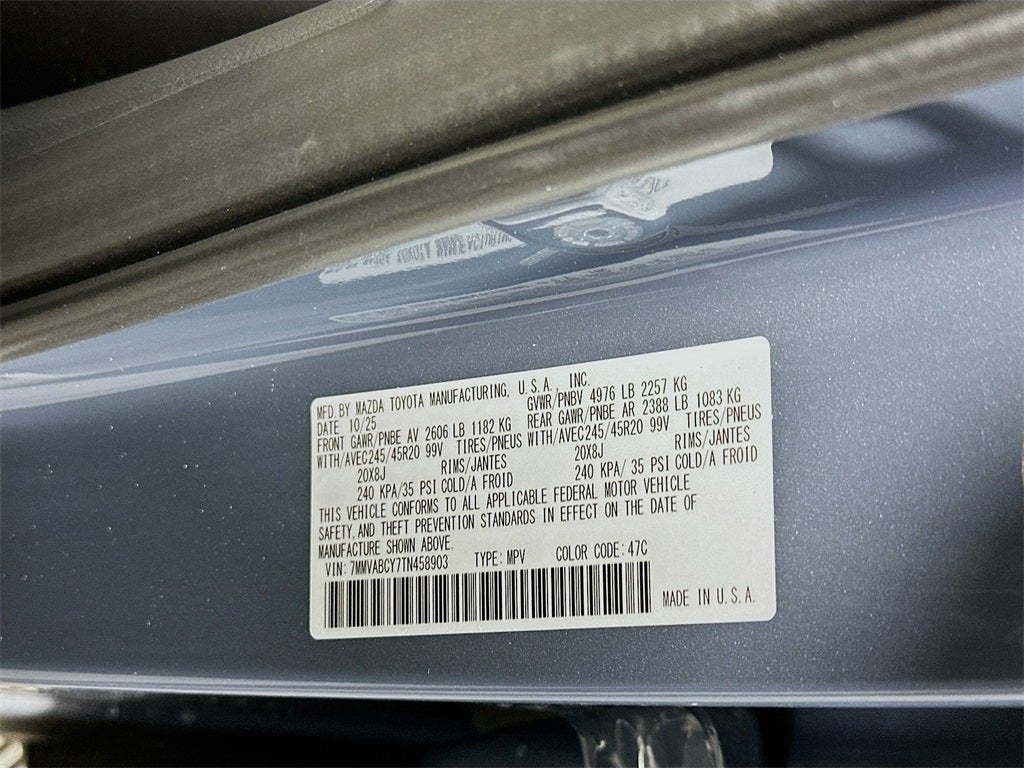 MFD. BY MAZDA TOYOTA MANUFACTURING, U.S.A., INC.
DATE 10/25 GVWR/PNBV 4976 LB 2257 KG
FRONT GAWR/PNBE AV 2606 LB 1182 KG REAR GAWR/PNBE AR 2388 LB 1083 KG
WITH/AVEC245/45R20 99V TIRES/PNEUS WITH/AVEC245/45R20 99V TIRES/PNEUS
20X8J RIMS/JANTES 20X8J RIMS/JANTES
240 KPA/35 PSI COLD/A FROID 240 KPA/ 35 PSI COLD/A FROID
THIS VEHICLE CONFORMS TO ALL APPLICABLE FEDERAL MOTOR VEHICLE
SAFETY, AND THEFT PREVENTION STANDARDS IN EFFECT ON THE DATE OF
MANUFACTURE SHOWN ABOVE.
VIN: 7MMVABCY7TN458903 TYPE: MPV COLOR CODE: 47C
MADE IN U.S.A.